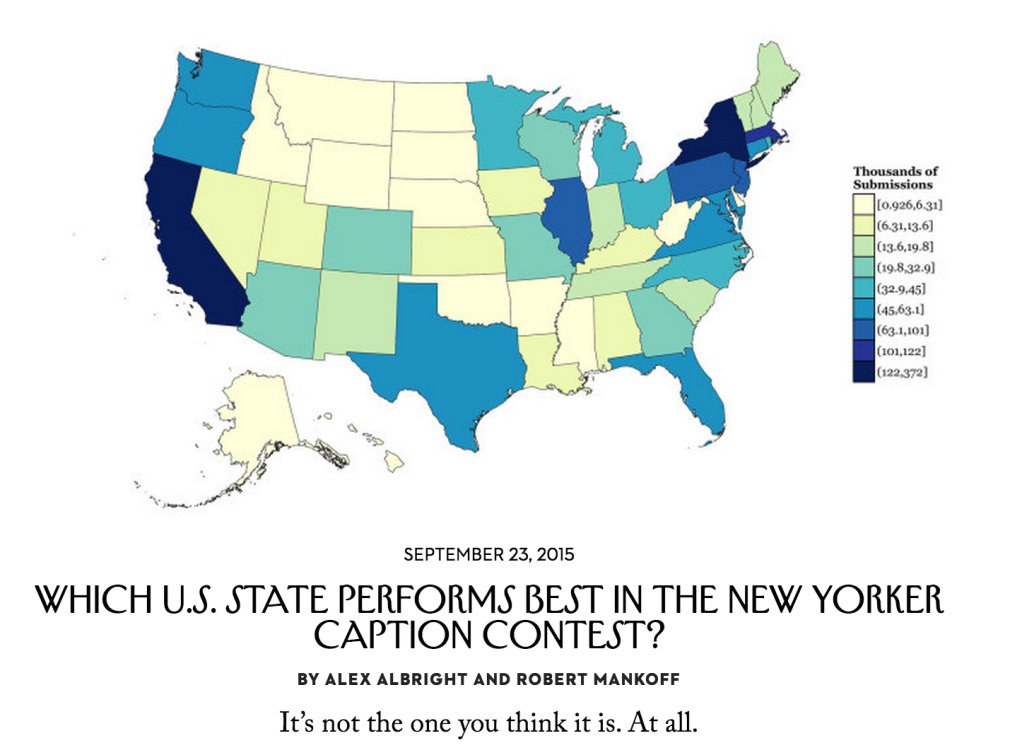 Thousands of
Submissions
[0.926,6.31]
(6.31,13.6]
(13.6,19.8]
(19.8,32.9]
(32.9,45]
(45,63.1]
(63.1,101]
(101,122]
(122,372]
SEPTEMBER 23, 2015
WHICH U.S. STATE PERFORMS BEST IN THE NEW YORKER
CAPTION CONTEST?
BY ALEX ALBRIGHT AND ROBERT MANKOFF
It’s not the one you think it is. At all.